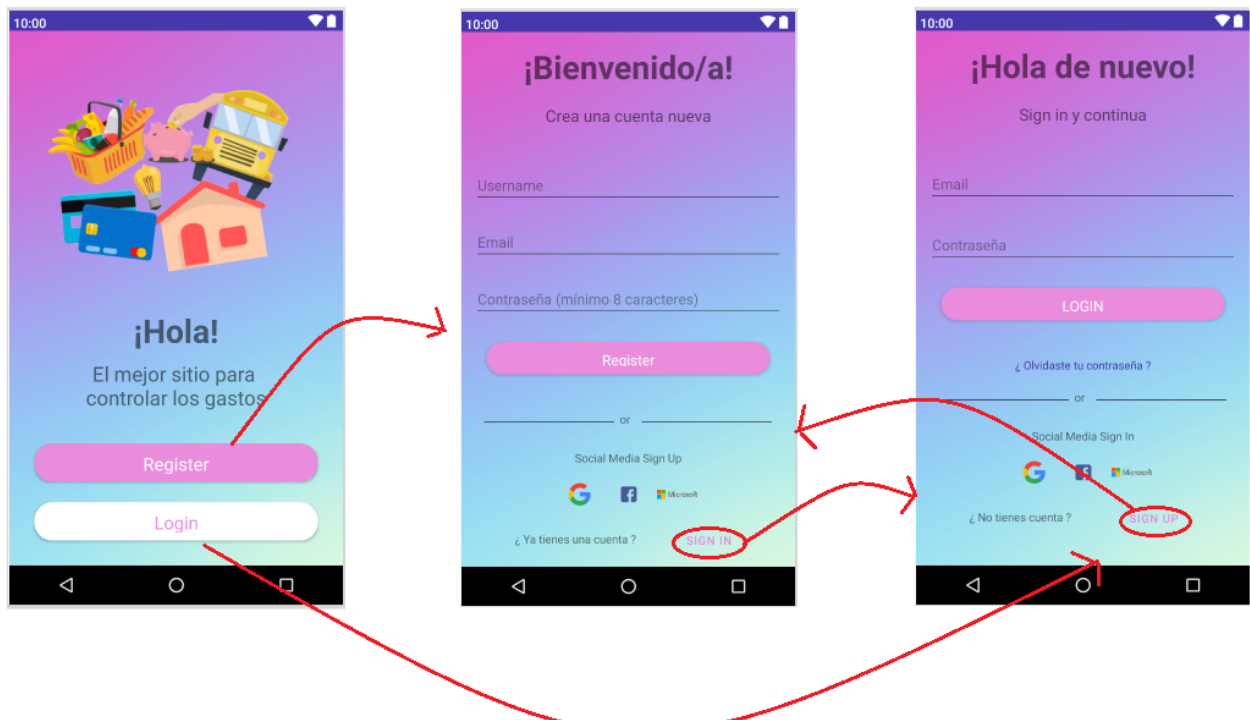 10:00
¡Hola!
El mejor sitio para
controlar los gastos
Register
Login
10:00
¡Bienvenido/a!
Crea una cuenta nueva
Username
Email
Contraseña (mínimo 8 caracteres)
Register
or
Social Media Sign Up
Microsoft
¿ Ya tienes una cuenta ?
SIGN IN
10:00
¡Hola de nuevo!
Sign in y continua
Email
Contraseña
LOGIN
¿ Olvidaste tu contraseña ?
or
Social Media Sign In
Microsoft
¿ No tienes cuenta ?
SIGN UP